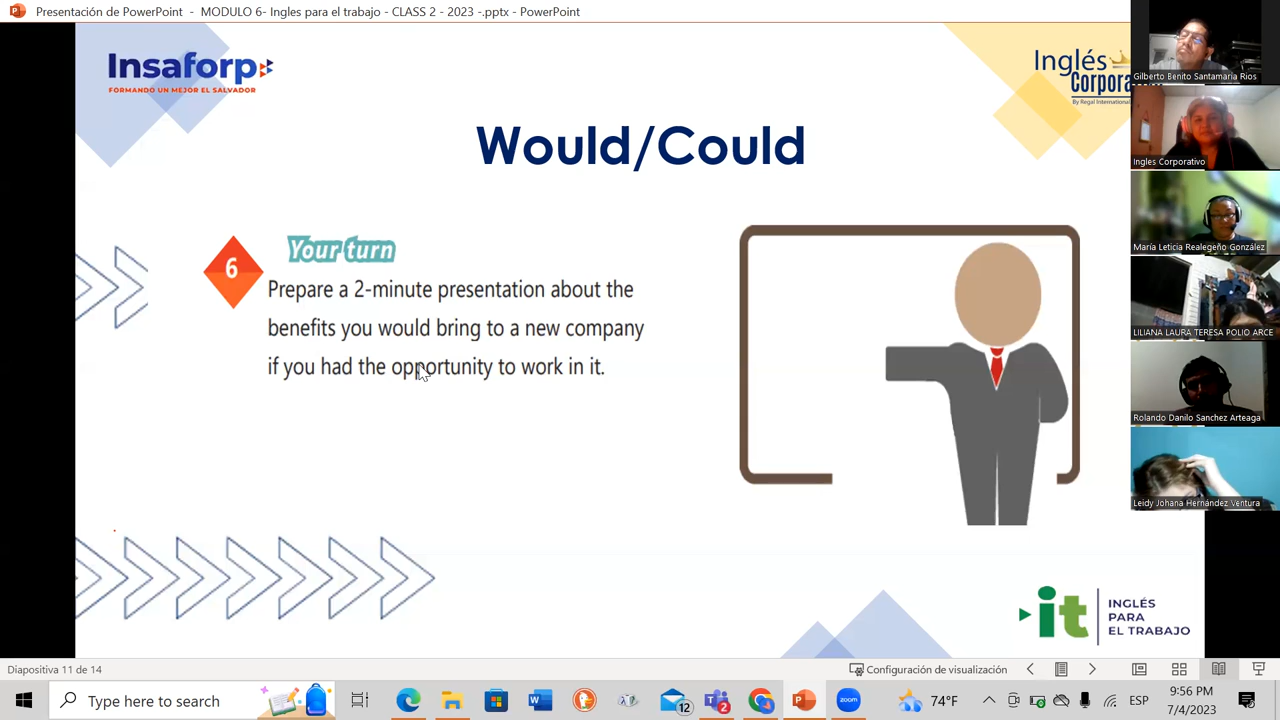 Presentación de PowerPoint - MODULO 6- Ingles para el trabajo - CLASS 2 - 2023 -.pptx - PowerPoint
Insaforp
FORMANDO UN MEJOR EL SALVADOR
Inglés
Corpora
By Regal International
Would/Could
6
Your turn
Prepare a 2-minute presentation about the
benefits you would bring to a new company
if you had the opportunity to work in it.
it
INGLÉS
PARA
EL TRABAJO
Gilberto Benito Santamaria Rios
Ingles Corporativo
María Leticia Realegeño González
LILIANA LAURA TERESA POLIO ARCE
Rolando Danilo Sanchez Arteaga
Leidy Johana Hernández Ventura
Diapositiva 11 de 14
Configuración de visualización
Type here to search
12
2
zoom
74°F
ESP
9:56 PM
7/4/2023